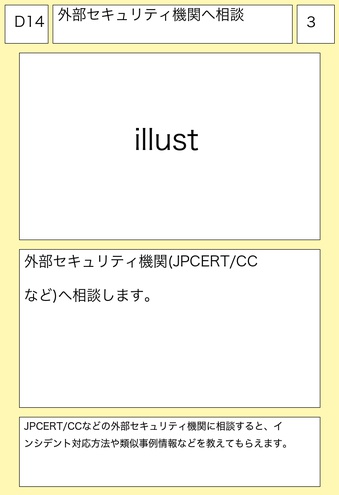 D14
外部セキュリティ機関へ相談
3
illust
外部セキュリティ機関(JPCERT/CC
など)へ相談します。
JPCERT/CCなどの外部セキュリティ機関に相談すると、イ
ンシデント対応方法や類似事例情報などを教えてもらえます。